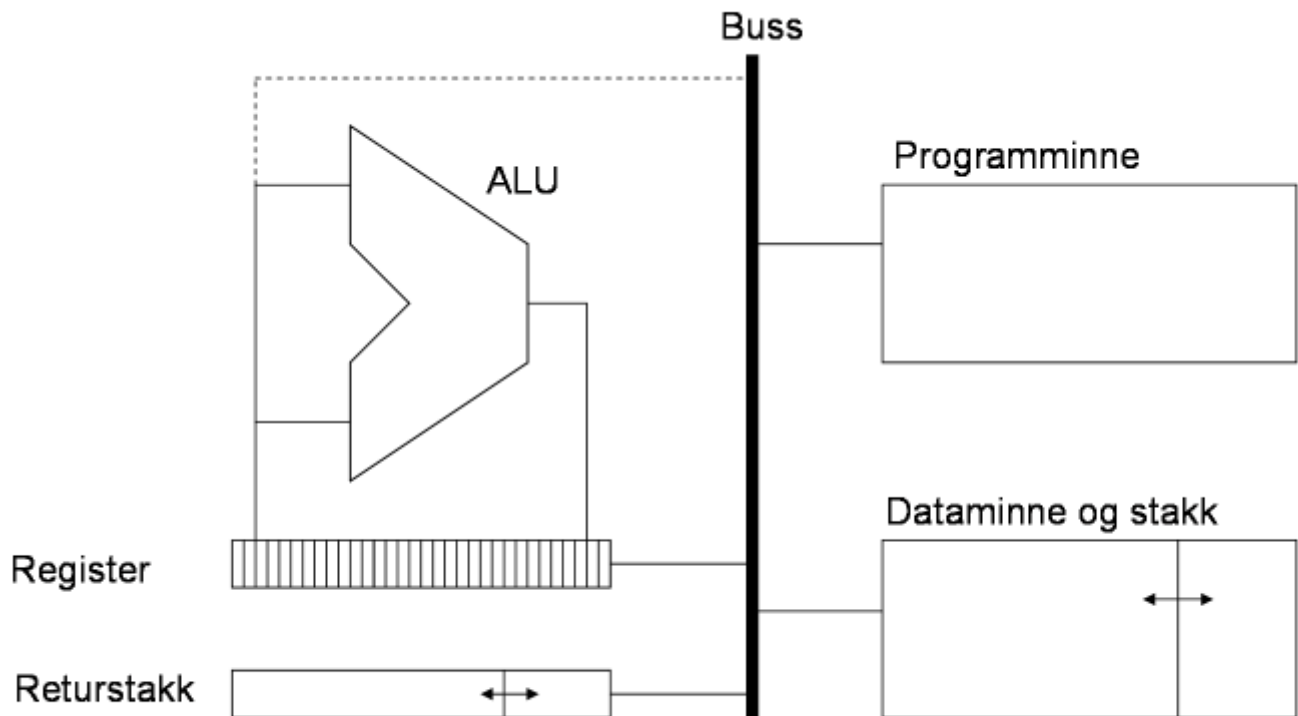 Buss
ALU
Programminne
Dataminne og stakk
Register
Returstakk